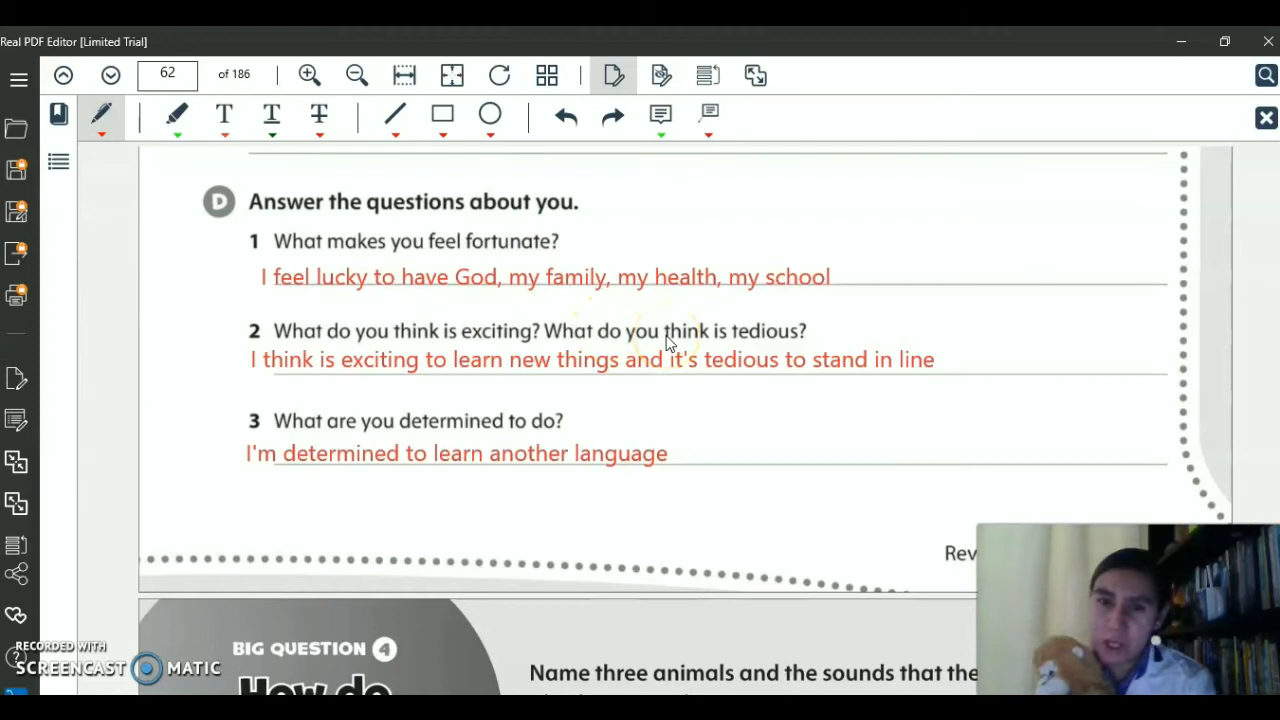 Real PDF Editor [Limited Trial]
62
of 186
D Answer the questions about you.
1 What makes you feel fortunate?
I feel lucky to have God, my family, my health, my school
2 What do you think is exciting? What do you think is tedious?
I think is exciting to learn new things and it's tedious to stand in line
3 What are you determined to do?
I'm determined to learn another language
Rev
BIG QUESTION 4
How do
Name three animals and the sounds that the
RECORDED WITH
SCREENCAST MATIC